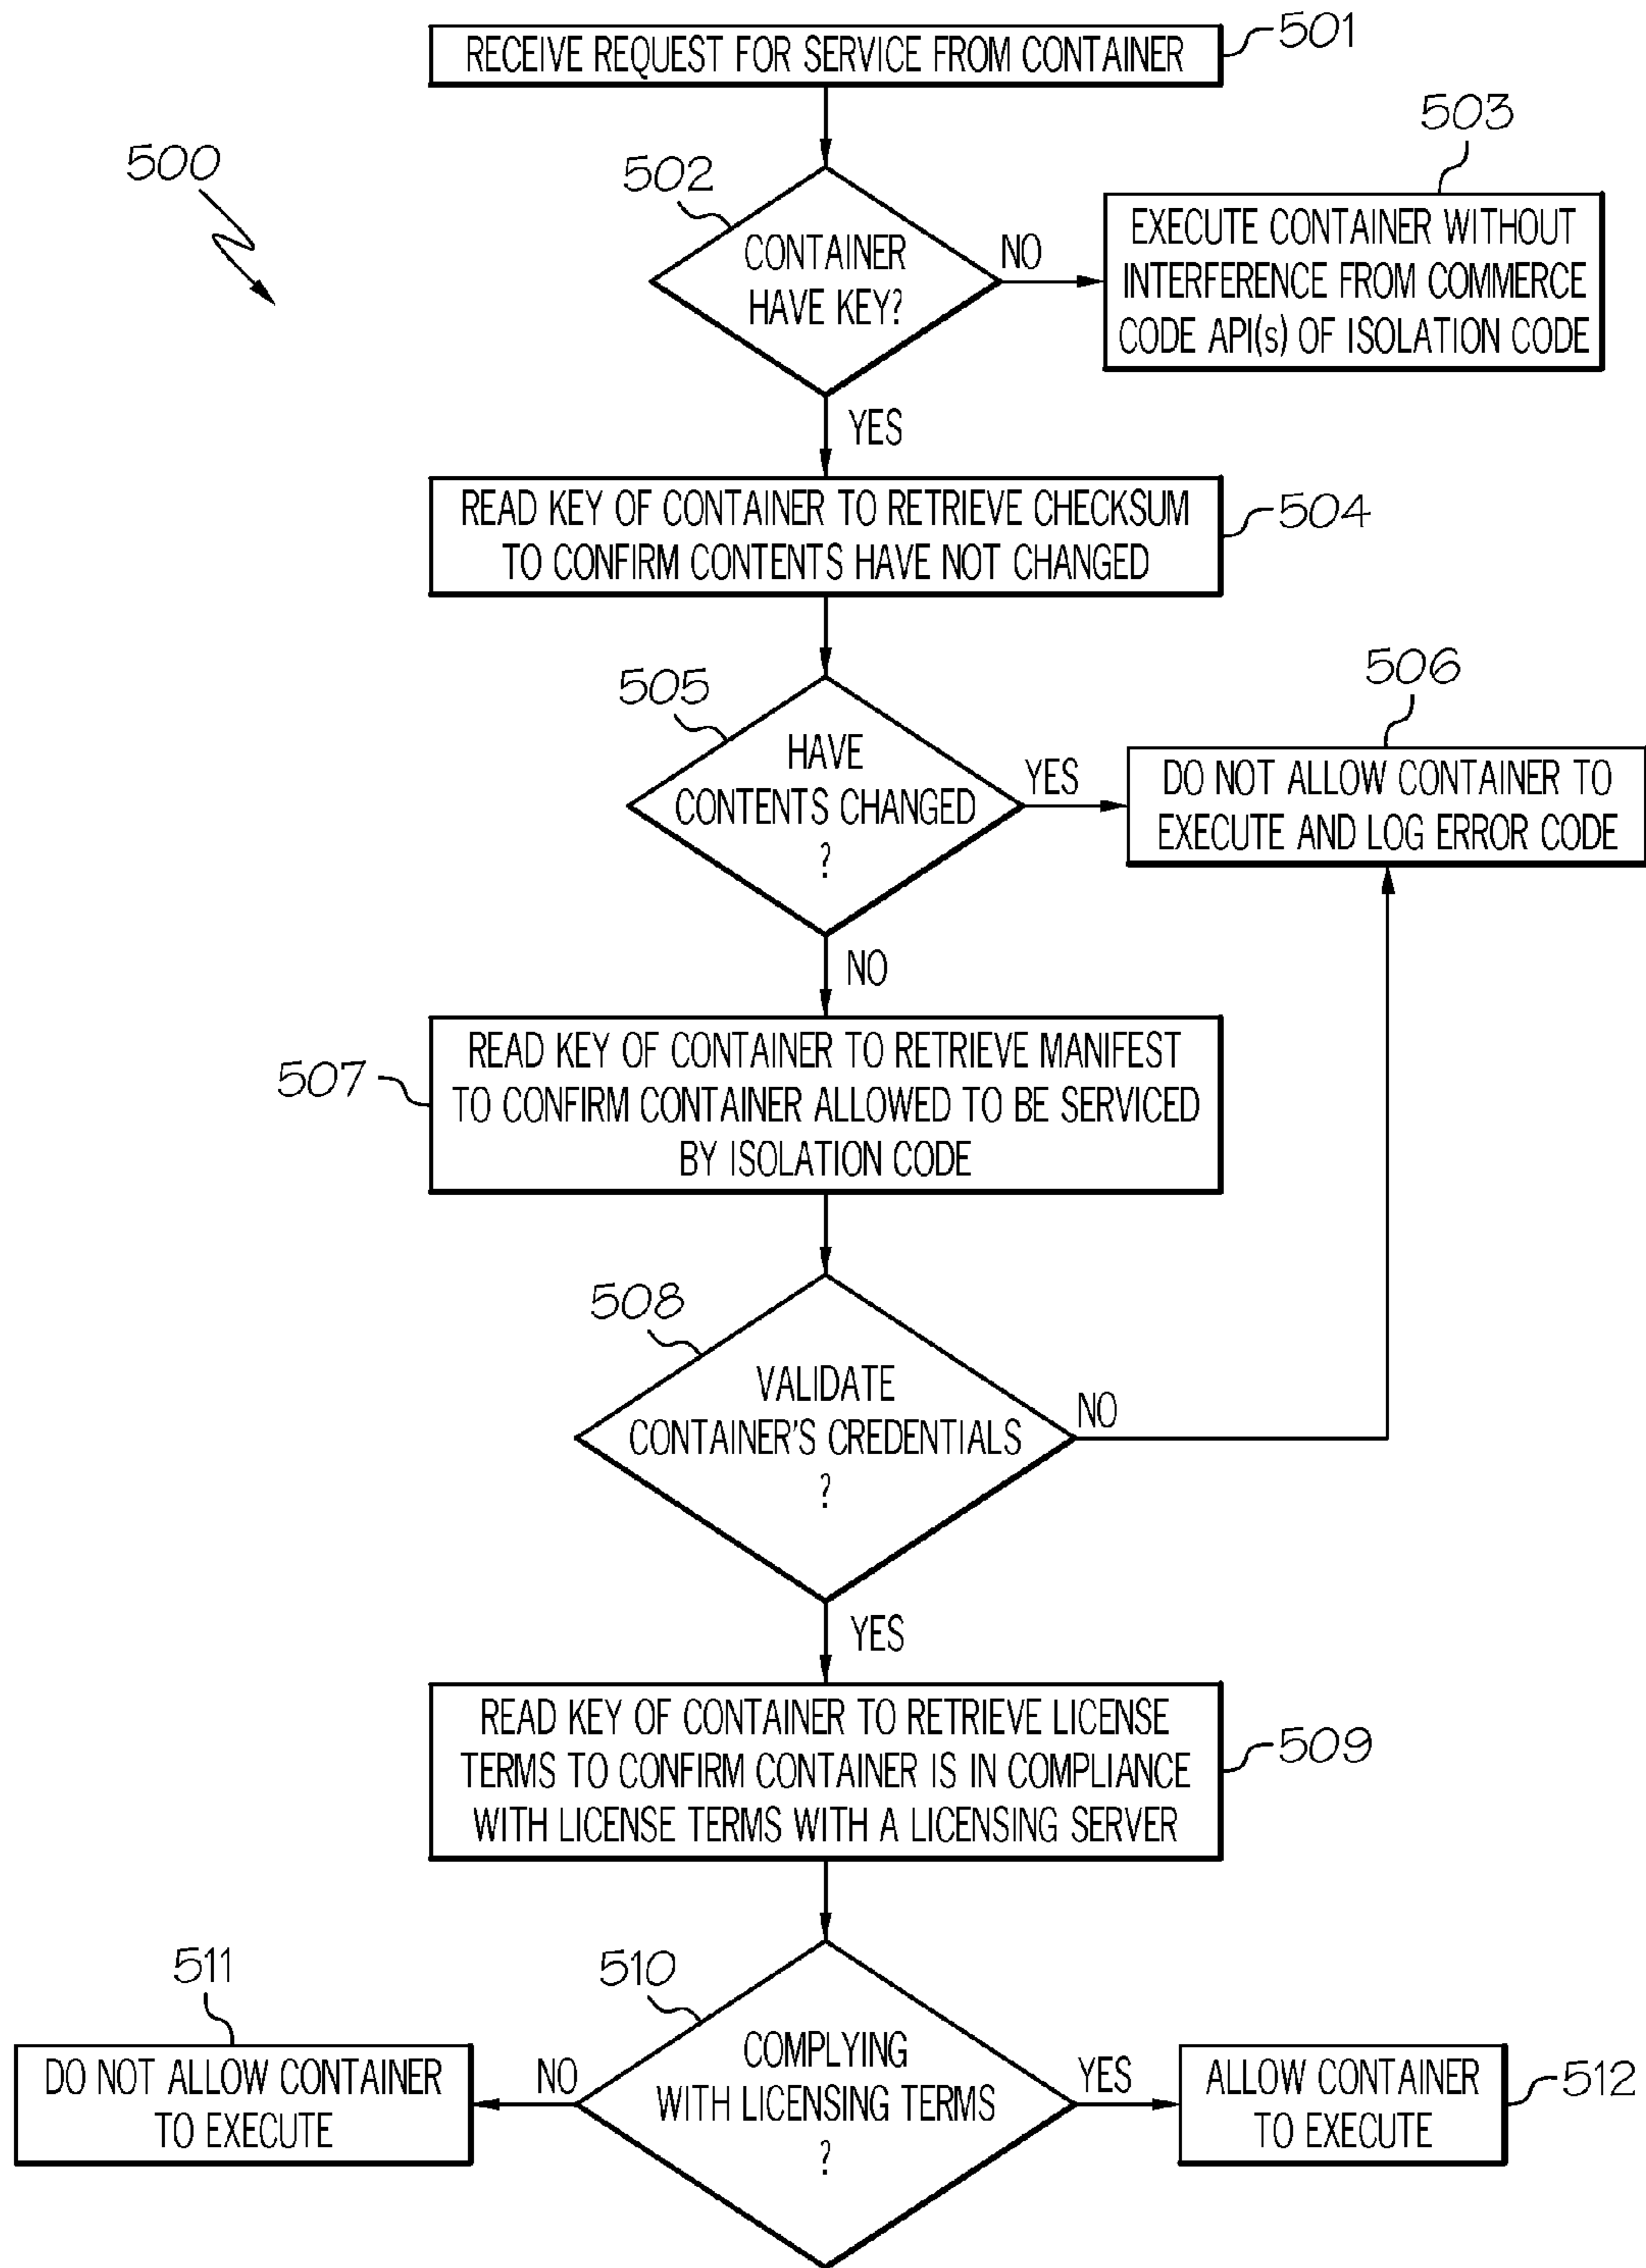 RECEIVE REQUEST FOR SERVICE FROM CONTAINER
501
500
502
CONTAINER
HAVE KEY?
NO
503
EXECUTE CONTAINER WITHOUT
INTERFERENCE FROM COMMERCE
CODE API(s) OF ISOLATION CODE
YES
READ KEY OF CONTAINER TO RETRIEVE CHECKSUM
TO CONFIRM CONTENTS HAVE NOT CHANGED
504
505
HAVE
CONTENTS CHANGED
?
YES
506
DO NOT ALLOW CONTAINER TO
EXECUTE AND LOG ERROR CODE
NO
507
READ KEY OF CONTAINER TO RETRIEVE MANIFEST
TO CONFIRM CONTAINER ALLOWED TO BE SERVICED
BY ISOLATION CODE
508
VALIDATE
CONTAINER'S CREDENTIALS
?
NO
YES
READ KEY OF CONTAINER TO RETRIEVE LICENSE
TERMS TO CONFIRM CONTAINER IS IN COMPLIANCE
WITH LICENSE TERMS WITH A LICENSING SERVER
509
510
COMPLYING
WITH LICENSING TERMS
?
NO
511
DO NOT ALLOW CONTAINER
TO EXECUTE
YES
ALLOW CONTAINER
TO EXECUTE
512